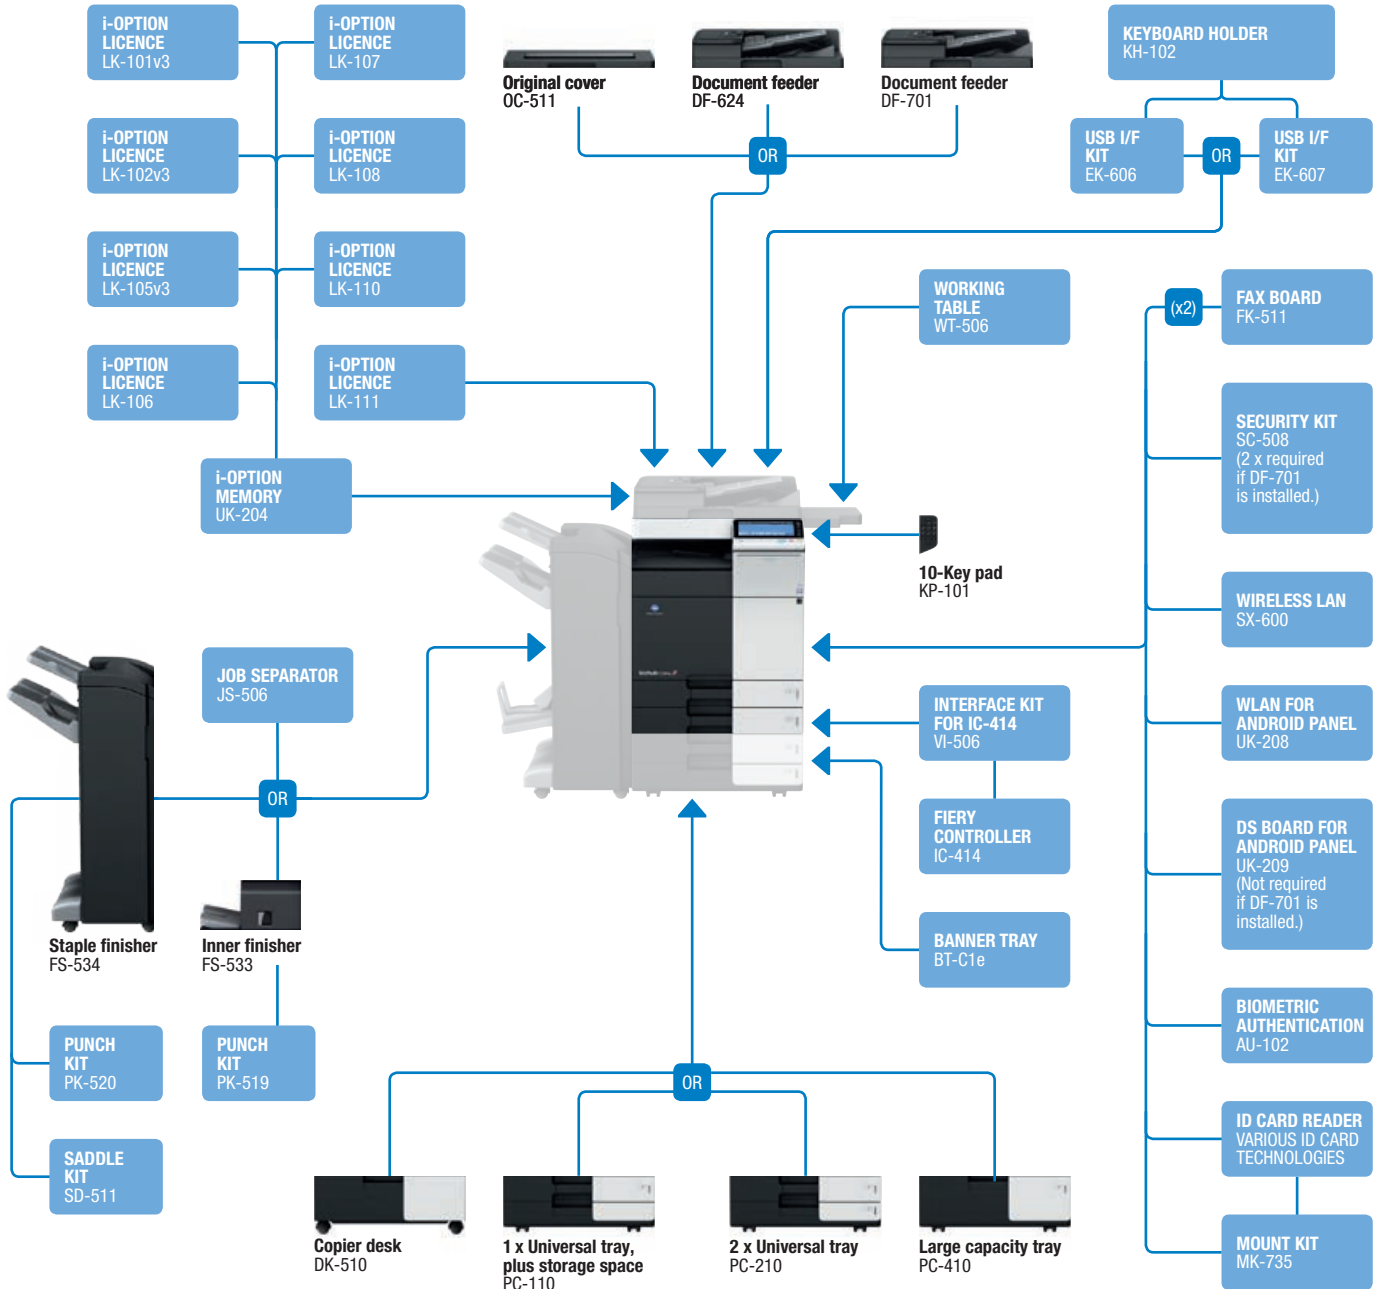 i-OPTION
LICENCE
LK-101v3
i-OPTION
LICENCE
LK-107
i-OPTION
LICENCE
LK-102v3
i-OPTION
LICENCE
LK-108
i-OPTION
LICENCE
LK-105v3
i-OPTION
LICENCE
LK-110
i-OPTION
LICENCE
LK-106
i-OPTION
LICENCE
LK-111
i-OPTION
MEMORY
UK-204
Original cover
OC-511
Document feeder
DF-624
Document feeder
DF-701
OR
KEYBOARD HOLDER
KH-102
USB I/F
KIT
EK-606
OR
USB I/F
KIT
EK-607
WORKING
TABLE
WT-506
10-Key pad
KP-101
(x2)
FAX BOARD
FK-511
SECURITY KIT
SC-508
(2 x required
if DF-701
is installed.)
WIRELESS LAN
SX-600
WLAN FOR
ANDROID PANEL
UK-208
DS BOARD FOR
ANDROID PANEL
UK-209
(Not required
if DF-701 is
installed.)
BIOMETRIC
AUTHENTICATION
AU-102
ID CARD READER
VARIOUS ID CARD
TECHNOLOGIES
MOUNT KIT
MK-735
INTERFACE KIT
FOR IC-414
VI-506
FIERY
CONTROLLER
IC-414
BANNER TRAY
BT-C1e
JOB SEPARATOR
JS-506
OR
Staple finisher
FS-534
Inner finisher
FS-533
PUNCH
KIT
PK-520
PUNCH
KIT
PK-519
SADDLE
KIT
SD-511
OR
Copier desk
DK-510
1 x Universal tray,
plus storage space
PC-110
2 x Universal tray
PC-210
Large capacity tray
PC-410